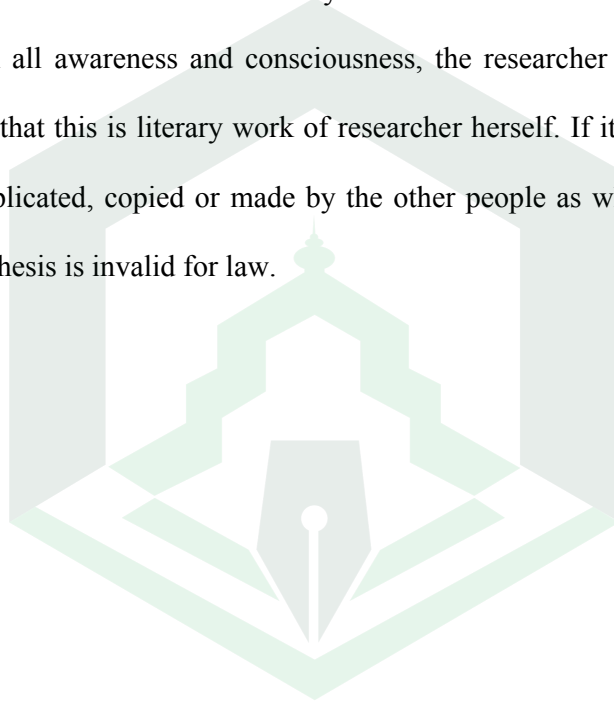 all awareness and consciousness, the researcher
that this is literary work of researcher herself. If it
plicated, copied or made by the other people as w
hesis is invalid for law.